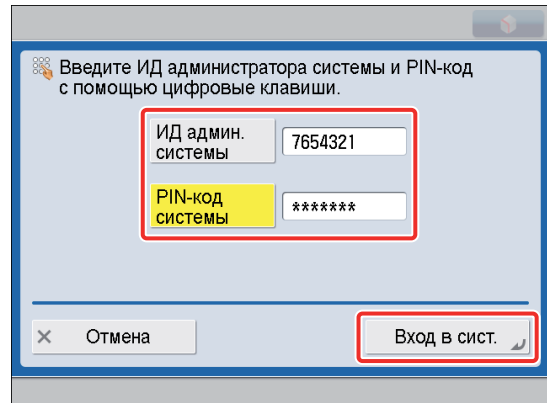 Введите ИД администратора системы и PIN-код
с помощью цифровые клавиши.
ИД админ.
системы
7654321
PIN-код
системы
*******
× Отмена
Вход в сист.